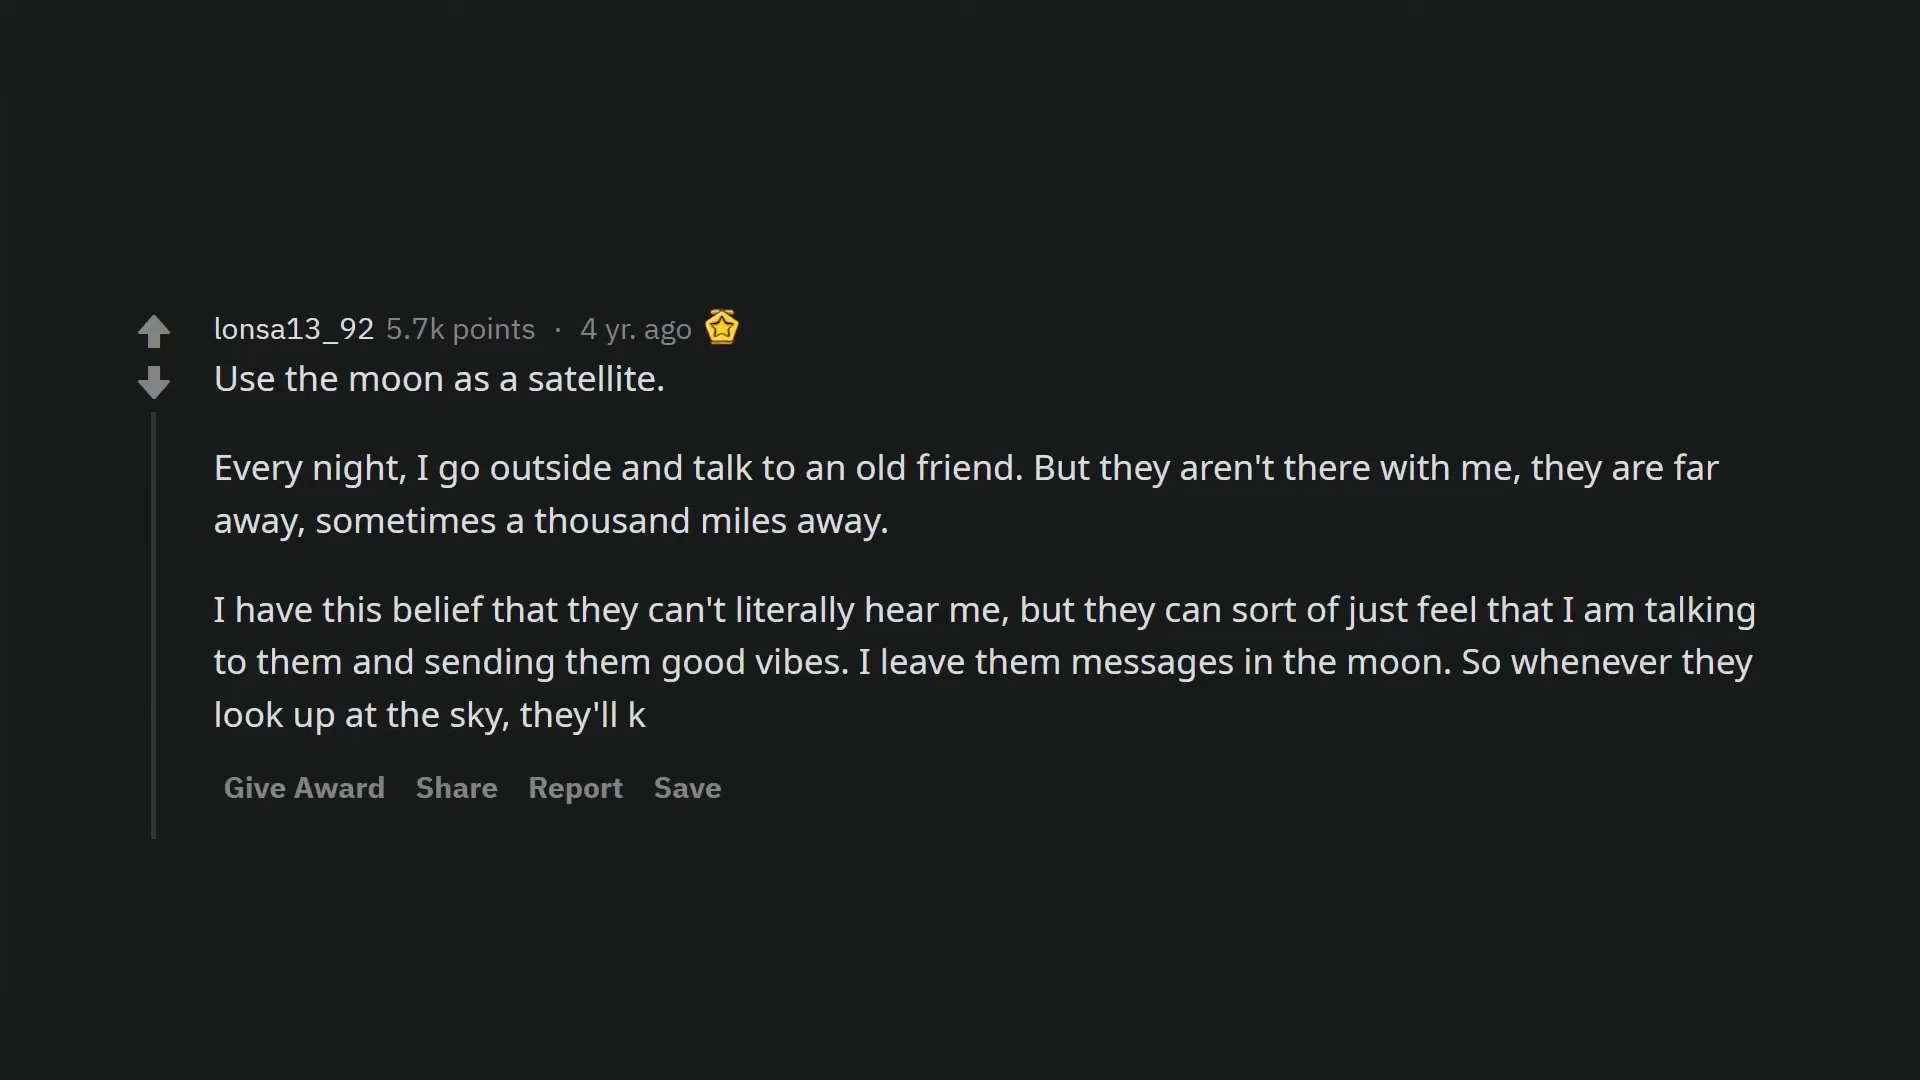 lonsa13_92 5.7k points · 4 yr. ago
Use the moon as a satellite.
Every night, I go outside and talk to an old friend. But they aren't there with me, they are far
away, sometimes a thousand miles away.
I have this belief that they can't literally hear me, but they can sort of just feel that I am talking
to them and sending them good vibes. I leave them messages in the moon. So whenever they
look up at the sky, they'll k
Give Award Share Report Save